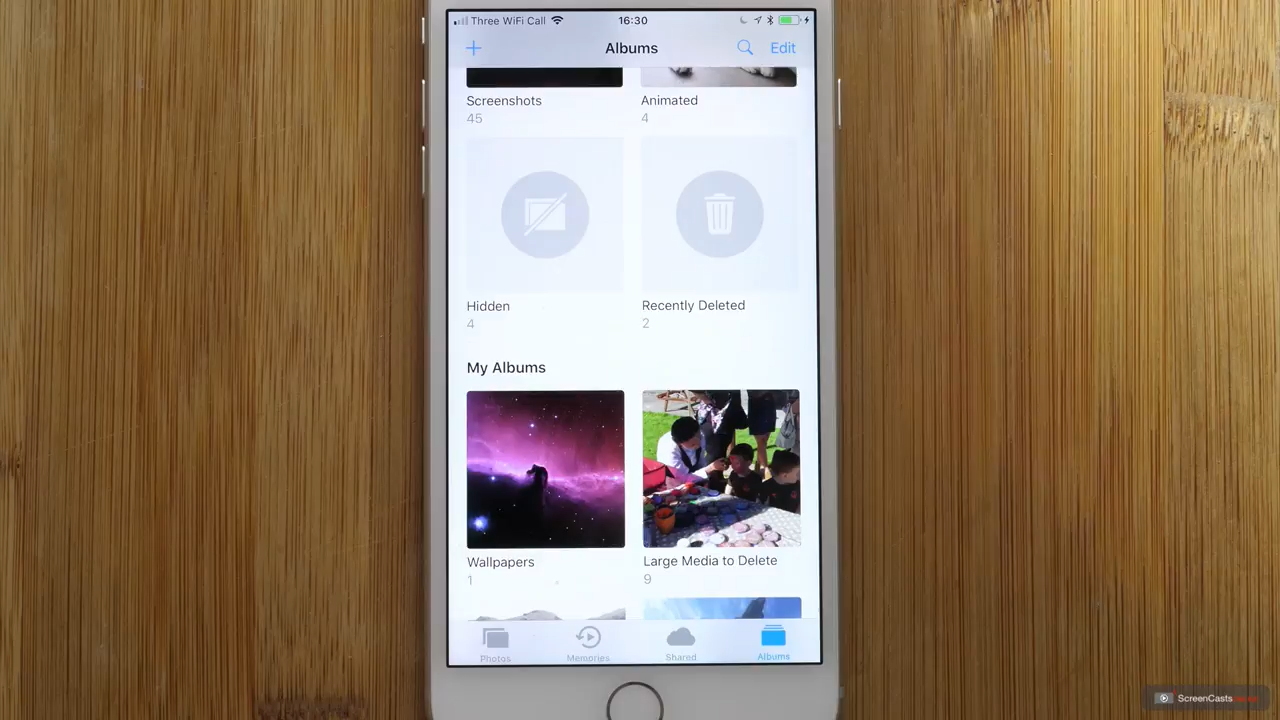 Three WiFi Call 16:30
Albums Edit
Screenshots Animated
45 4
Hidden Recently Deleted
4 2
My Albums
Wallpapers Large Media to Delete
1 9
Photos Memories Shared Albums
ScreenCasts